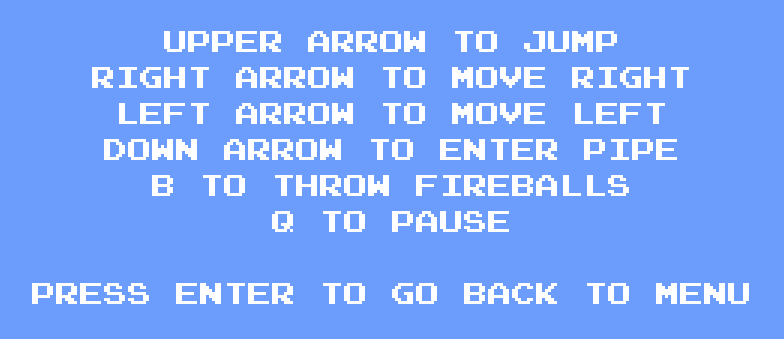 UPPER ARROW TO JUMP
RIGHT ARROW TO MOVE RIGHT
LEFT ARROW TO MOVE LEFT
DOWN ARROW TO ENTER PIPE
B TO THROW FIREBALLS
Q TO PAUSE
PRESS ENTER TO GO BACK TO MENU